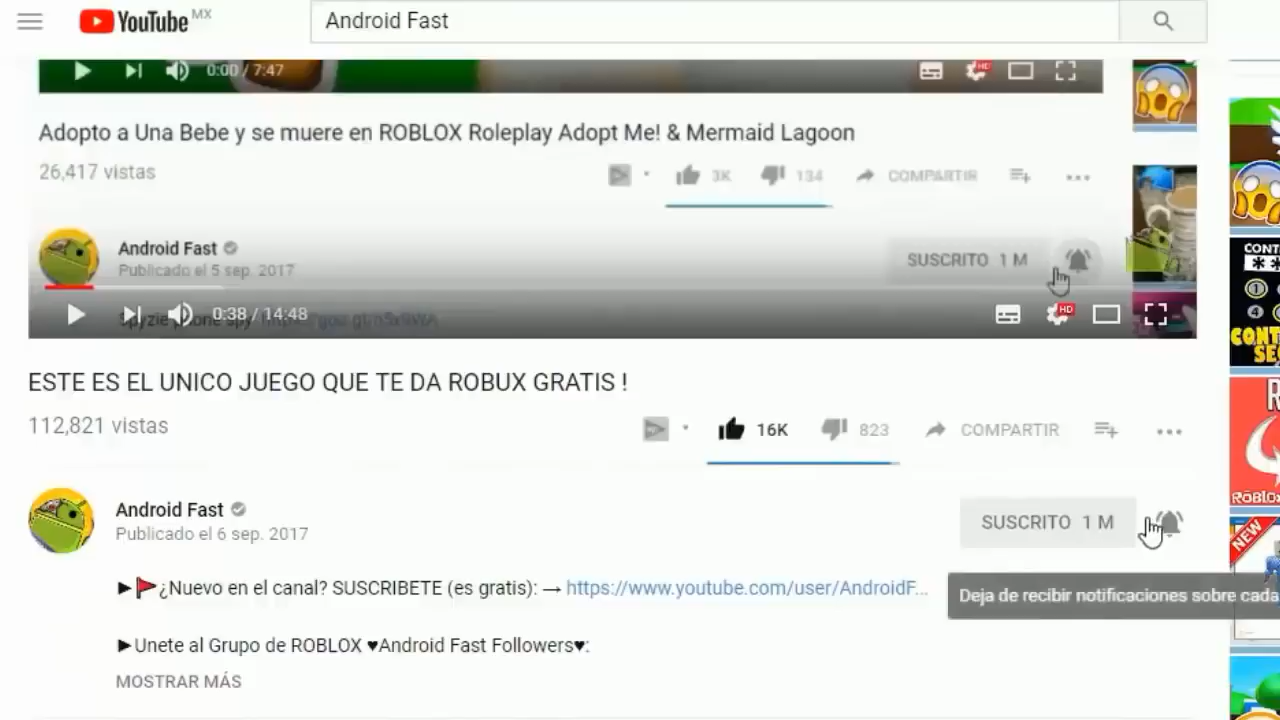 YouTube MX
Android Fast
0:00 / 7:47
HD
Adopto a Una Bebe y se muere en ROBLOX Roleplay Adopt Me! & Mermaid Lagoon
26,417 vistas
3K
134
COMPARTIR
Android Fast
Publicado el 5 sep. 2017
SUSCRITO 1 M
0:38 / 14:48
HD
ESTE ES EL UNICO JUEGO QUE TE DA ROBUX GRATIS !
112,821 vistas
16K
823
COMPARTIR
Android Fast
Publicado el 6 sep. 2017
SUSCRITO 1 M
►🚩¿Nuevo en el canal? SUSCRIBETE (es gratis): → https://www.youtube.com/user/AndroidF...
Deja de recibir notificaciones sobre cada
►Unete al Grupo de ROBLOX ♥Android Fast Followers♥:
MOSTRAR MÁS
NEW